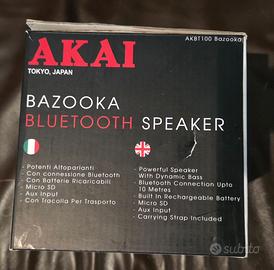 AKBT100 Bazooka
AKAI
TOKYO, JAPAN
BAZOOKA
BLUETOOTH SPEAKER
- Potenti Altoparlanti
- Con connessione Bluetooth
- Con Batterie Ricaricabili
- Micro SD
- Aux Input
- Con Tracolla Per Trasporto
- Powerful Speaker
With Dynamic Bass
- Bluetooth Connection Upto
10 Metres
- Built In Rechargeable Battery
- Micro SD
- Aux Input
- Carrying Strap Included
subito